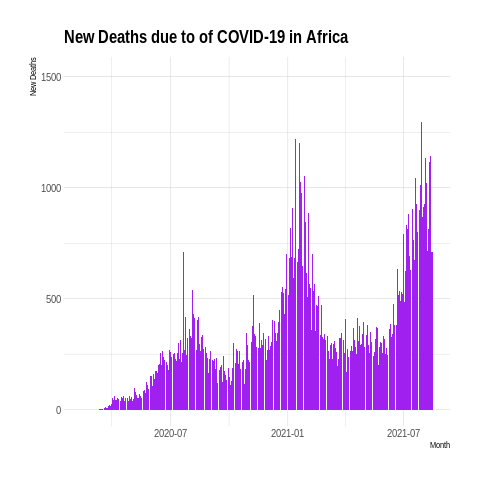 New Deaths due to of COVID-19 in Africa
New Deaths
1500
1000
500
0
2020-07
2021-01
2021-07
Month